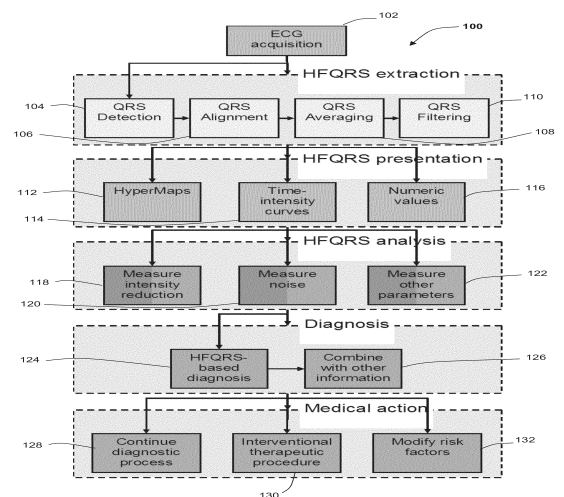 102
ECG
acquisition
100
HFQRS extraction
104
QRS
Detection
QRS
Alignment
QRS
Averaging
QRS
Filtering
110
106
108
HFQRS presentation
112
HyperMaps
Time-
intensity
curves
Numeric
values
116
114
HFQRS analysis
118
Measure
intensity
reduction
Measure
noise
Measure
other
parameters
122
120
Diagnosis
124
HFQRS-
based
diagnosis
Combine
with other
information
126
Medical action
128
Continue
diagnostic
process
Interventional
therapeutic
procedure
Modify risk
factors
132
130